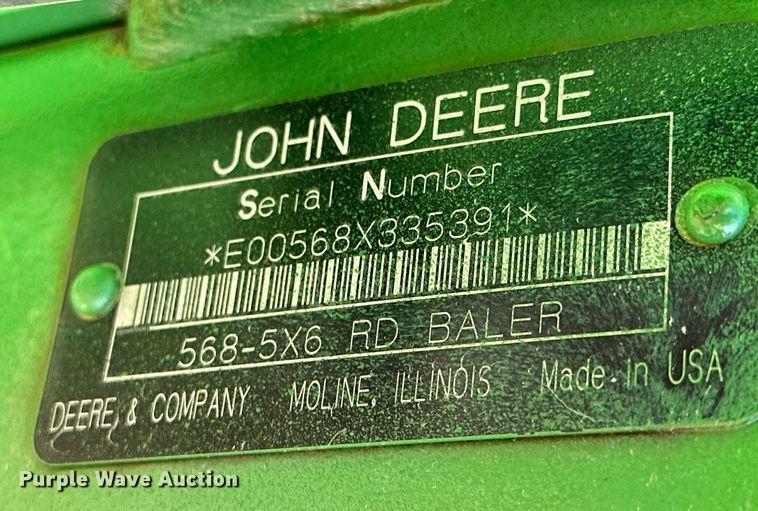 JOHN DEERE
Serial Number
*E00568X335391*
568-5X6 RD BALER
DEERE & COMPANY MOLINE, ILLINOIS Made in USA
Purple Wave Auction